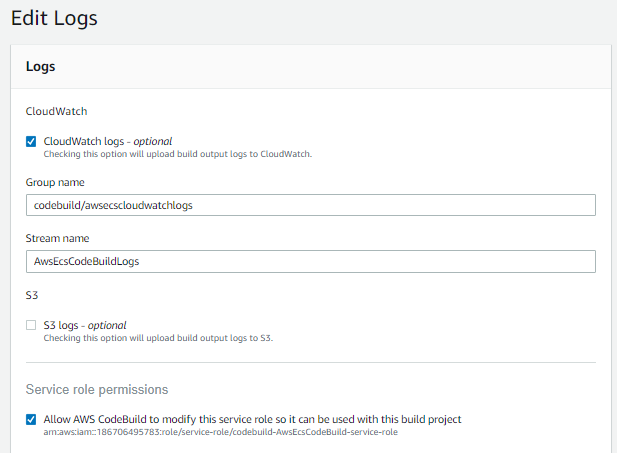 Edit Logs
Logs
CloudWatch
CloudWatch logs - optional
Checking this option will upload build output logs to CloudWatch.
Group name
codebuild/awsecscloudwatchlogs
Stream name
AwsEcsCodeBuildLogs
S3
S3 logs - optional
Checking this option will upload build output logs to S3.
Service role permissions
Allow AWS CodeBuild to modify this service role so it can be used with this build project
arn:aws:iam::186706495783:role/service-role/codebuild-AwsEcsCodeBuild-service-role